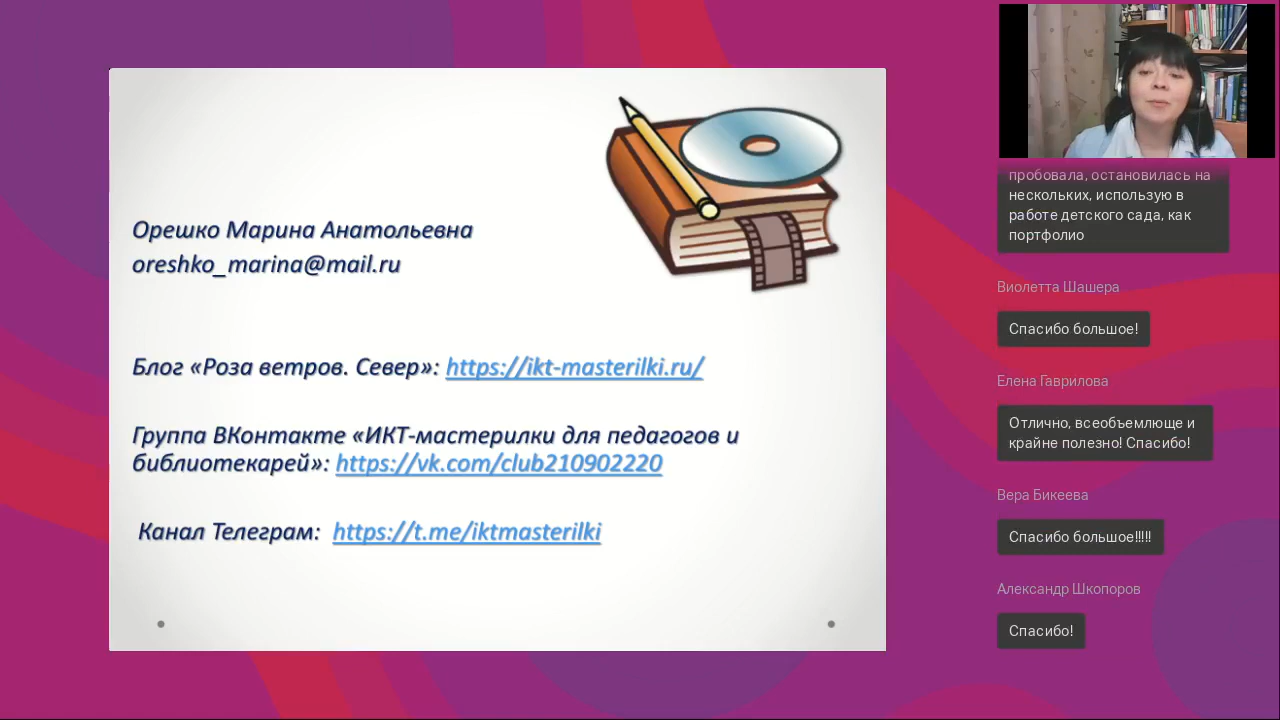 Орешко Марина Анатольевна
oreshko_marina@mail.ru
Блог «Роза ветров. Север»: https://ikt-masterilki.ru/
Группа ВКонтакте «ИКТ-мастерилки для педагогов и
библиотекарей»: https://vk.com/club210902220
Канал Телеграм: https://t.me/iktmasterilki
пробовала, остановилась на
нескольких, использую в
работе детского сада, как
портфолио
Виолетта Шашера
Спасибо большое!
Елена Гаврилова
Отлично, всеобъемлюще и
крайне полезно! Спасибо!
Вера Бикеева
Спасибо большое!!!!!
Александр Шкопоров
Спасибо!